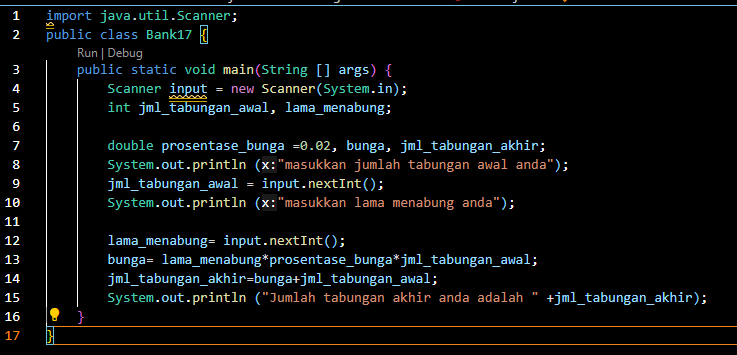 1 import java.util.Scanner;
2 public class Bank17 {
Run | Debug
3 public static void main(String [] args) {
4 Scanner input = new Scanner(System.in);
5 int jml_tabungan_awal, lama_menabung;
6
7 double prosentase_bunga =0.02, bunga, jml_tabungan_akhir;
8 System.out.println (x:"masukkan jumlah tabungan awal anda");
9 jml_tabungan_awal = input.nextInt();
10 System.out.println (x:"masukkan lama menabung anda");
11
12 lama_menabung= input.nextInt();
13 bunga= lama_menabung*prosentase_bunga*jml_tabungan_awal;
14 jml_tabungan_akhir=bunga+jml_tabungan_awal;
15 System.out.println ("Jumlah tabungan akhir anda adalah " +jml_tabungan_akhir);
16 }
17 }